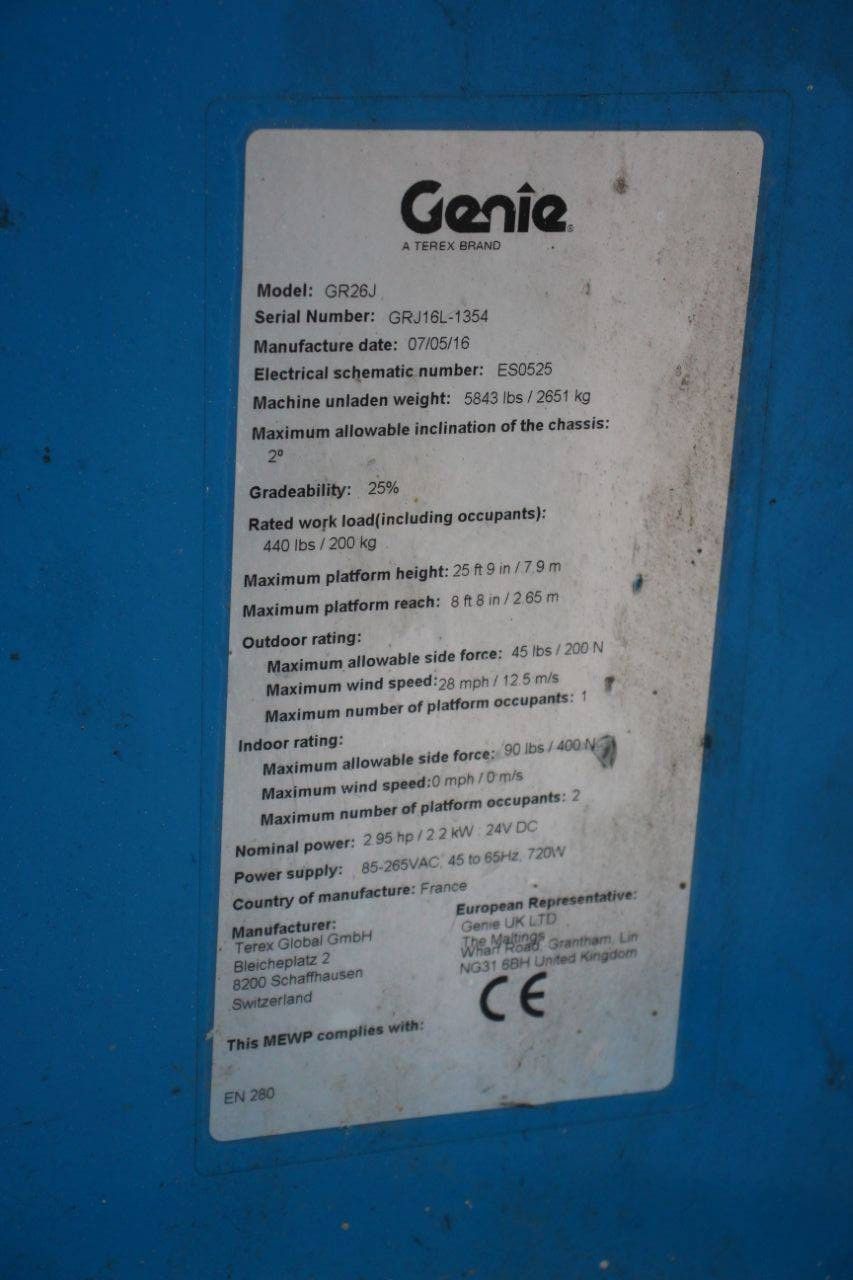 Genie®
A TEREX BRAND
Model: GR26J
Serial Number: GRJ16L-1354
Manufacture date: 07/05/16
Electrical schematic number: ES0525
Machine unladen weight: 5843 lbs / 2651 kg
Maximum allowable inclination of the chassis:
2º
Gradeability: 25%
Rated work load(including occupants):
440 lbs / 200 kg
Maximum platform height: 25 ft 9 in / 7.9 m
Maximum platform reach: 8 ft 8 in / 2.65 m
Outdoor rating:
Maximum allowable side force: 45 lbs / 200 N
Maximum wind speed:28 mph / 12.5 m/s
Maximum number of platform occupants: 1
Indoor rating:
Maximum allowable side force: 90 lbs / 400 N
Maximum wind speed:0 mph / 0 m/s
Maximum number of platform occupants: 2
Nominal power: 2.95 hp / 2.2 kW : 24V DC
Power supply: 85-265VAC, 45 to 65Hz, 720W
Country of manufacture: France
Manufacturer:
Terex Global GmbH
Bleicheplatz 2
8200 Schaffhausen
Switzerland
European Representative:
Genie UK LTD
The Maltings
Wharf Road, Grantham, Lin
NG31 6BH United Kingdom
CE
This MEWP complies with:
EN 280